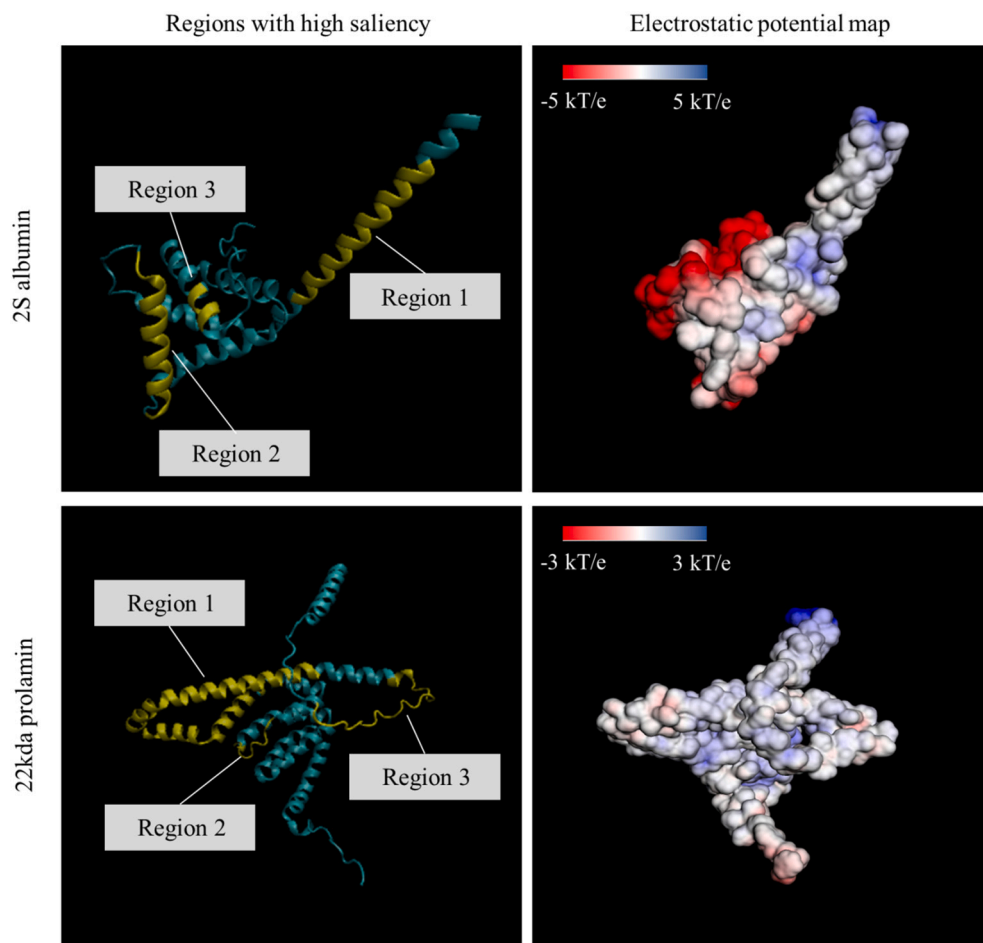 Regions with high saliency
Electrostatic potential map
2S albumin
Region 3
Region 1
Region 2
-5 kT/e
5 kT/e
22kda prolamin
Region 1
Region 3
Region 2
-3 kT/e
3 kT/e